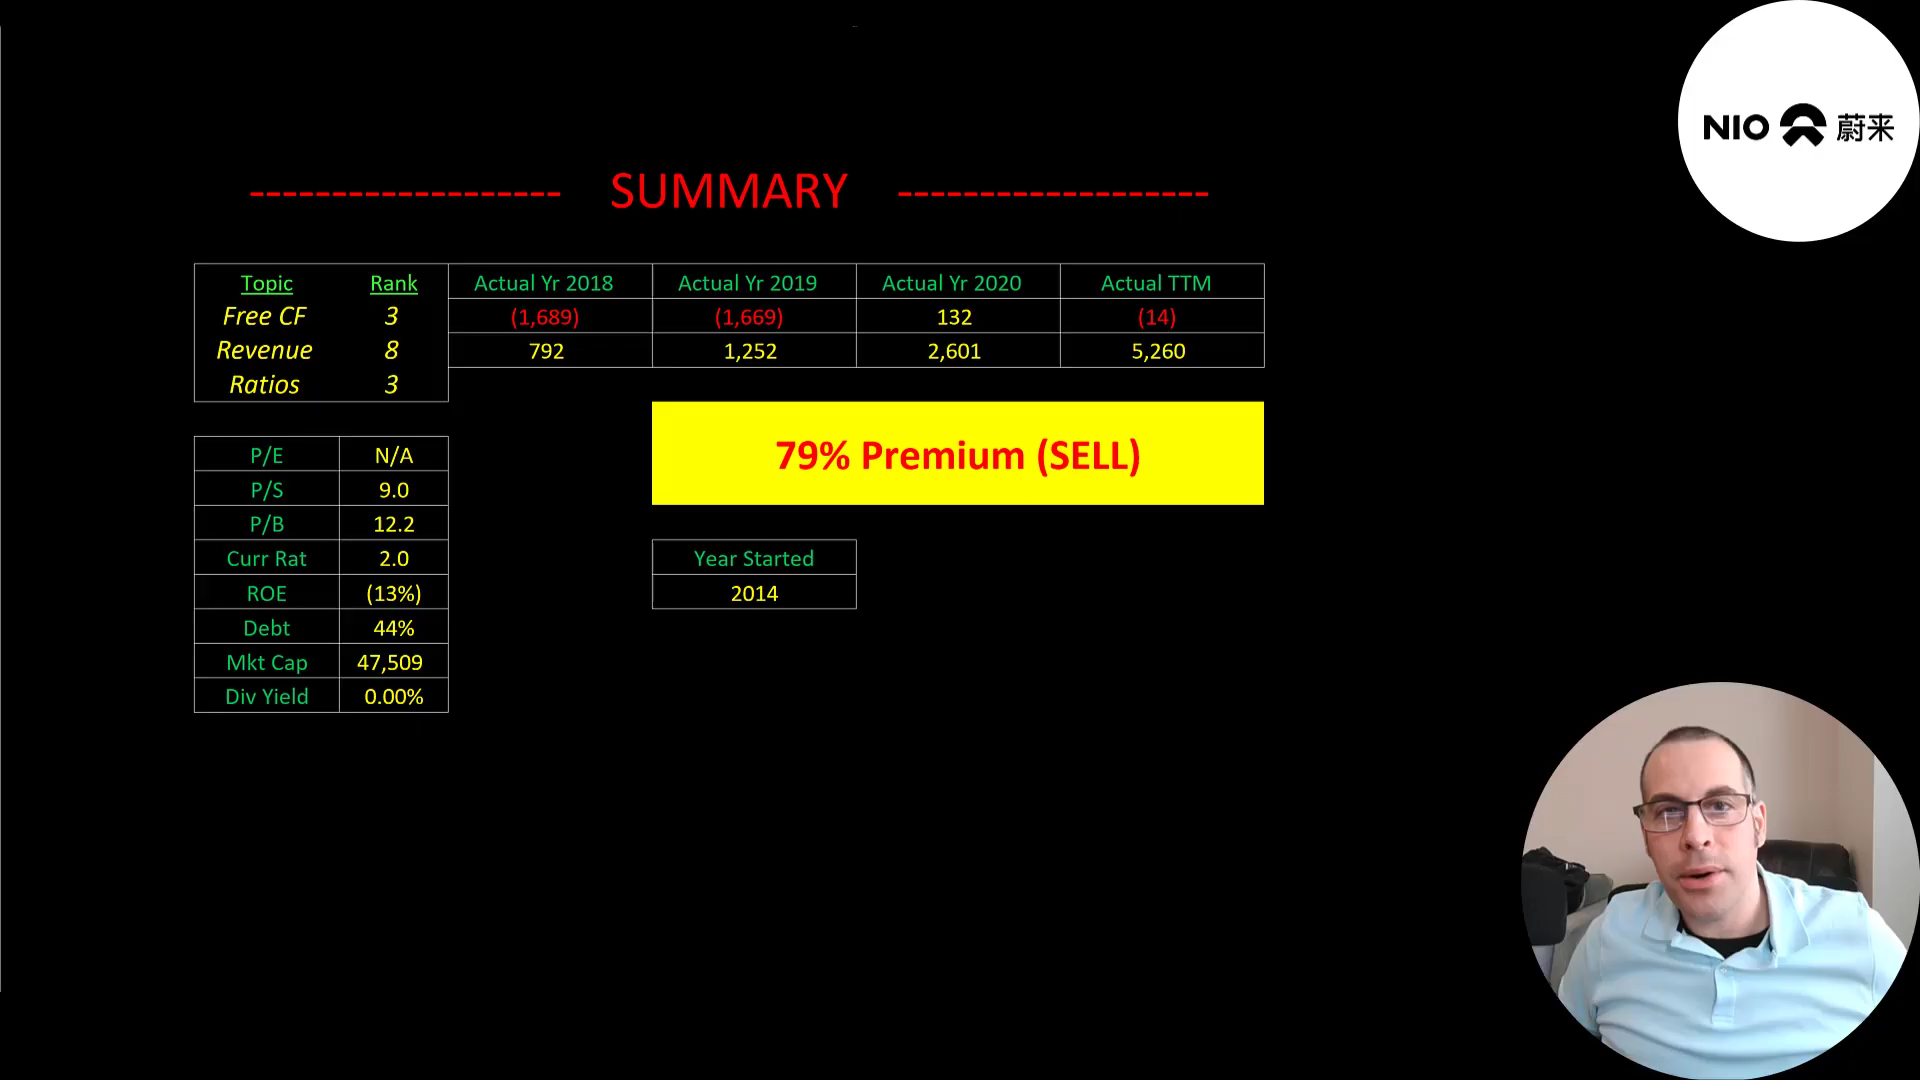 NIO 蔚来
------------------- SUMMARY -------------------
Topic Rank Actual Yr 2018 Actual Yr 2019 Actual Yr 2020 Actual TTM
Free CF 3 (1,689) (1,669) 132 (14)
Revenue 8 792 1,252 2,601 5,260
Ratios 3
79% Premium (SELL)
P/E N/A
P/S 9.0
P/B 12.2
Curr Rat 2.0
ROE (13%)
Debt 44%
Mkt Cap 47,509
Div Yield 0.00%
Year Started
2014